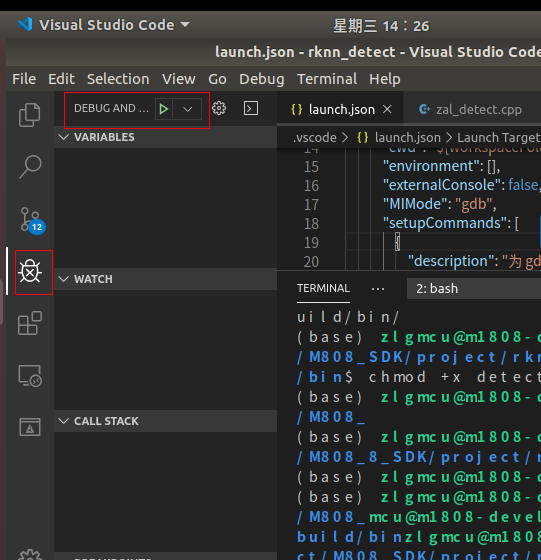 Visual Studio Code 星期三 14：26
launch.json - rknn_detect - Visual Studio Code
File Edit Selection View Go Debug Terminal Help
DEBUG AND ... launch.json zal_detect.cpp
VARIABLES
.vscode > launch.json > Launch Target
14 "cwd": "${workspaceFol
15 "environment": [],
16 "externalConsole": false,
17 "MIMode": "gdb",
18 "setupCommands": [
19 {
20 "description": "为 gd
12
WATCH
TERMINAL ... 2: bash
uild/bin/
(base) zlgmcu@m1808-d
/M808_SDK/project/rkn
/bin$ chmod +x detect
(base) zlgmcu@m1808-d
/M808_
(base) zlgmcu@m1808-d
/M808_8_SDK/project/r
(base) zlgmcu@m1808-d
(base) zlgmcu@m1808-d
/M808_mcu@m1808-devel
build/binzlgmcu@m1808-
ct/M808_SDK/project/
CALL STACK
BREAKPOINTS